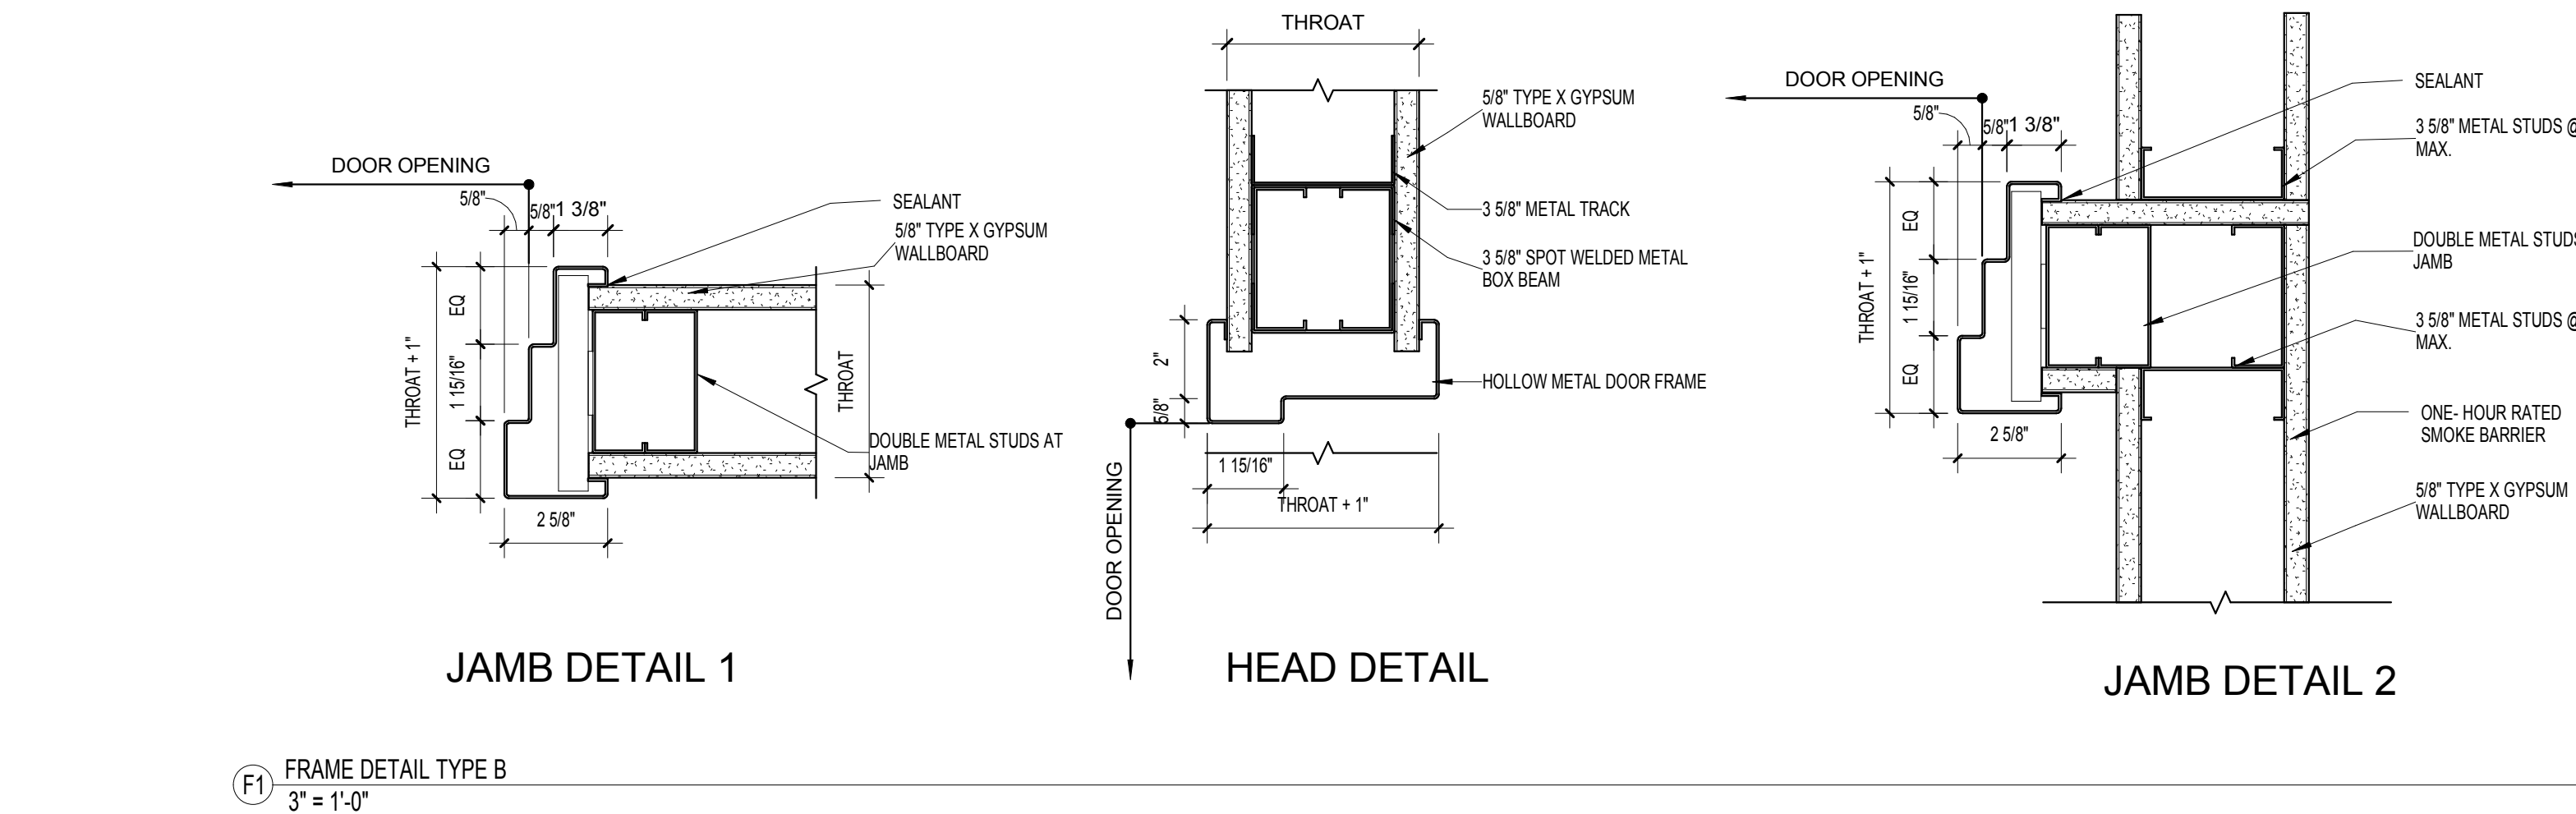 DOOR OPENING
5/8"
5/8"
1 3/8"
SEALANT
5/8" TYPE X GYPSUM
WALLBOARD
THROAT + 1"
EQ
1 15/16"
EQ
THROAT
DOUBLE METAL STUDS AT
JAMB
2 5/8"
JAMB DETAIL 1
THROAT
5/8" TYPE X GYPSUM
WALLBOARD
3 5/8" METAL TRACK
3 5/8" SPOT WELDED METAL
BOX BEAM
2"
5/8"
HOLLOW METAL DOOR FRAME
DOOR OPENING
1 15/16"
THROAT + 1"
HEAD DETAIL
DOOR OPENING
5/8"
5/8"
1 3/8"
SEALANT
3 5/8" METAL STUDS @
MAX.
THROAT + 1"
EQ
1 15/16"
EQ
DOUBLE METAL STUDS
JAMB
3 5/8" METAL STUDS @
MAX.
2 5/8"
ONE- HOUR RATED
SMOKE BARRIER
5/8" TYPE X GYPSUM
WALLBOARD
JAMB DETAIL 2
F1
FRAME DETAIL TYPE B
3" = 1'-0"